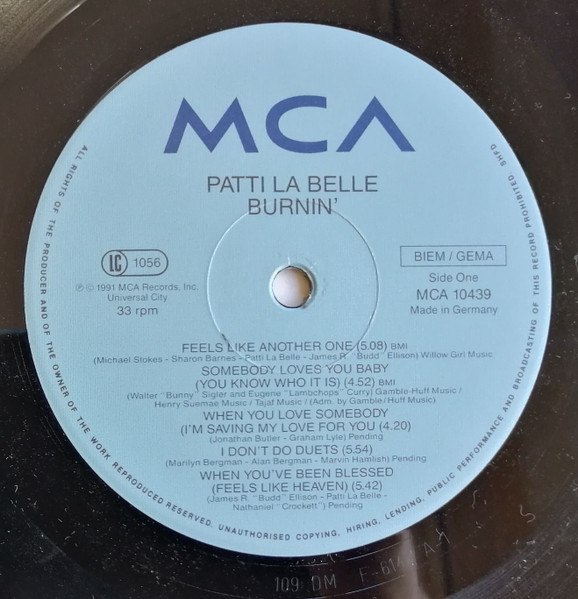 MCA
PATTI LA BELLE
BURNIN'
LC 1056
BIEM / GEMA
℗ © 1991 MCA Records, Inc.
Universal City
33 rpm
Side One
MCA 10439
Made in Germany
FEELS LIKE ANOTHER ONE (5.08) BMI
(Michael Stokes - Sharon Barnes - Patti La Belle - James R. "Budd" Ellison) Willow Girl Music
SOMEBODY LOVES YOU BABY
(YOU KNOW WHO IT IS) (4.52) BMI
(Walter "Bunny" Sigler and Eugene "Lambchops" Curry) Gamble-Huff Music /
Henry Suemae Music / Tajaf Music / (Adm. by Gamble/Huff Music)
WHEN YOU LOVE SOMEBODY
(I'M SAVING MY LOVE FOR YOU (4.20)
(Jonathan Butler - Graham Lyle) Pending
I DON'T DO DUETS (5.54)
(Marilyn Bergman - Alan Bergman - Marvin Hamlish) Pending
WHEN YOU'VE BEEN BLESSED
(FEELS LIKE HEAVEN) (5.42)
(James R. "Budd" Ellison - Patti La Belle -
Nathaniel "Crockett") Pending
ALL RIGHTS OF THE PRODUCER AND OF THE OWNER OF THE WORK REPRODUCED RESERVED. UNAUTHORISED COPYING, HIRING, LENDING, PUBLIC PERFORMANCE AND BROADCASTING OF THIS RECORD PROHIBITED. SHFD
109 DM